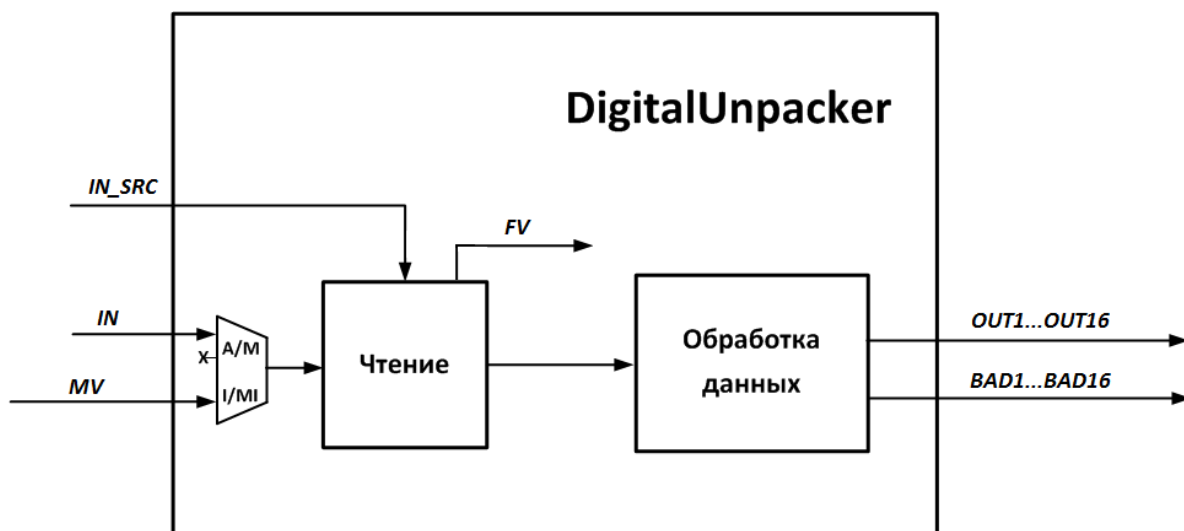 DigitalUnpacker
IN_SRC
FV
IN
A/M
X
I/MI
MV
Чтение
Обработка
данных
OUT1...OUT16
BAD1...BAD16